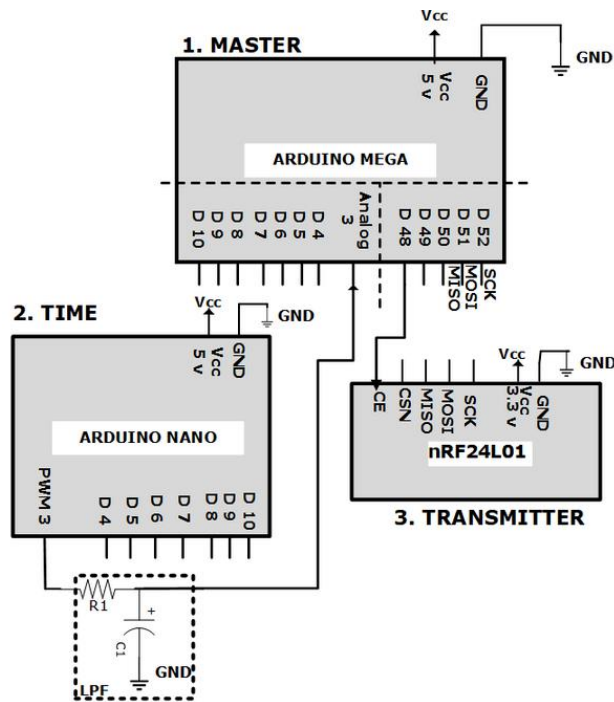 Vcc
1. MASTER
GND
Vcc
5 v
GND
ARDUINO MEGA
D 10
D 9
D 8
D 7
D 6
D 5
D 4
Analog
3
D 48
D 49
D 50
D 51
D 52
MISO
MOSI
SCK
2. TIME
Vcc
GND
Vcc
5 v
GND
ARDUINO NANO
PWM 3
D 4
D 5
D 6
D 7
D 8
D 9
D 10
Vcc
GND
CE
CSN
MISO
MOSI
SCK
Vcc
3.3 v
GND
nRF24L01
3. TRANSMITTER
R1
+
C1
GND
LPF